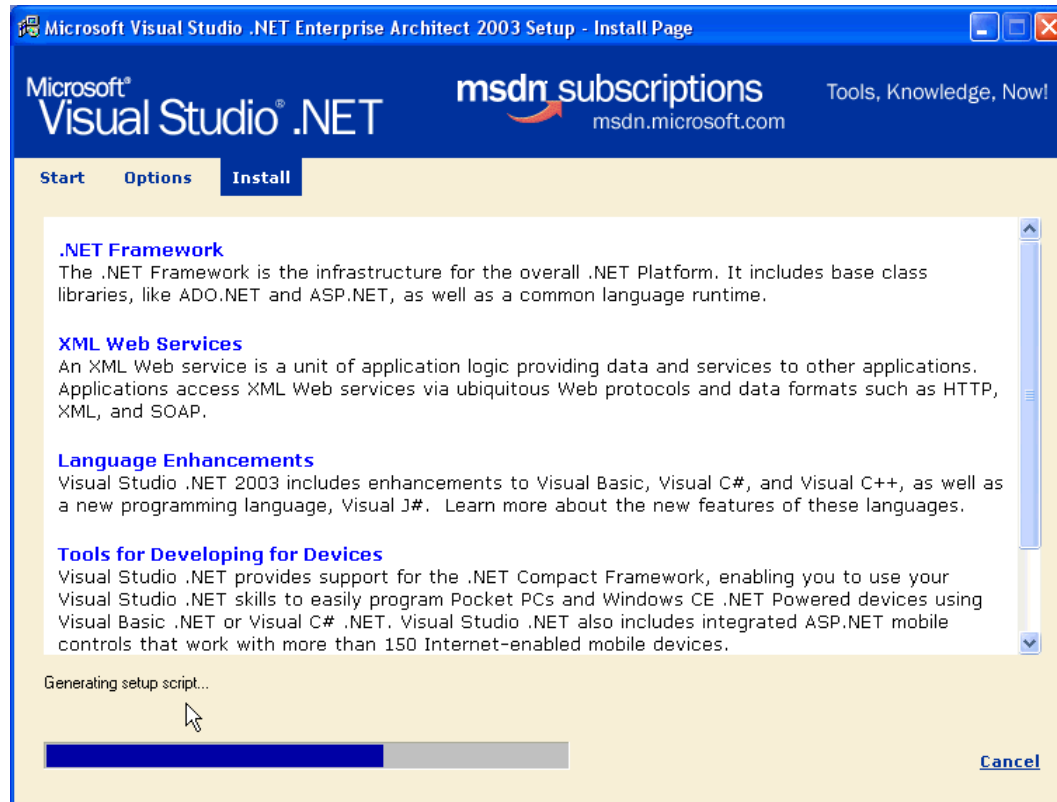 Microsoft Visual Studio .NET Enterprise Architect 2003 Setup - Install Page
Microsoft®
Visual Studio® .NET
msdn subscriptions
msdn.microsoft.com
Tools, Knowledge, Now!
Start Options Install
.NET Framework
The .NET Framework is the infrastructure for the overall .NET Platform. It includes base class
libraries, like ADO.NET and ASP.NET, as well as a common language runtime.
XML Web Services
An XML Web service is a unit of application logic providing data and services to other applications.
Applications access XML Web services via ubiquitous Web protocols and data formats such as HTTP,
XML, and SOAP.
Language Enhancements
Visual Studio .NET 2003 includes enhancements to Visual Basic, Visual C#, and Visual C++, as well as
a new programming language, Visual J#.  Learn more about the new features of these languages.
Tools for Developing for Devices
Visual Studio .NET provides support for the .NET Compact Framework, enabling you to use your
Visual Studio .NET skills to easily program Pocket PCs and Windows CE .NET Powered devices using
Visual Basic .NET or Visual C# .NET. Visual Studio .NET also includes integrated ASP.NET mobile
controls that work with more than 150 Internet-enabled mobile devices.
Generating setup script...
Cancel